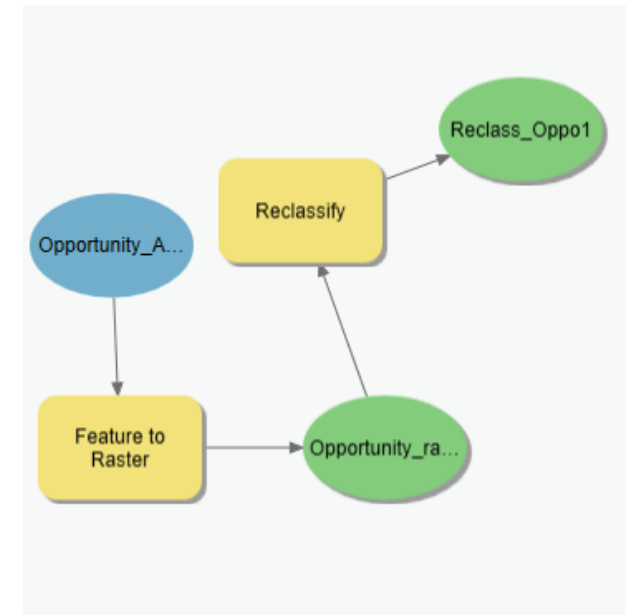 Reclass_Oppo1
Reclassify
Opportunity_A...
Feature to
Raster
Opportunity_ra...